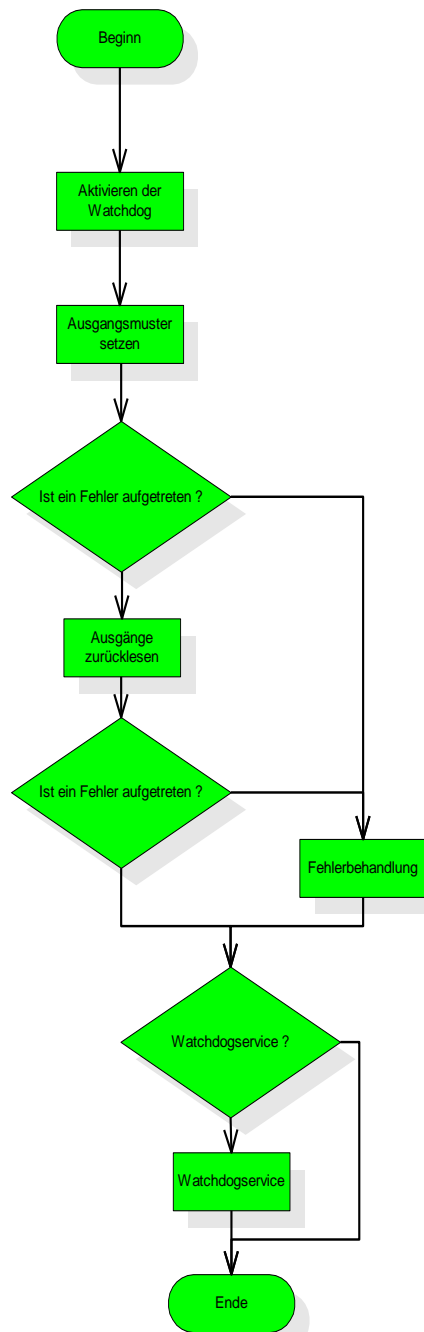 Beginn
Aktivieren der
Watchdog
Ausgangsmuster
setzen
Ist ein Fehler aufgetreten ?
Ausgänge
zurücklesen
Ist ein Fehler aufgetreten ?
Fehlerbehandlung
Watchdogservice ?
Watchdogservice
Ende